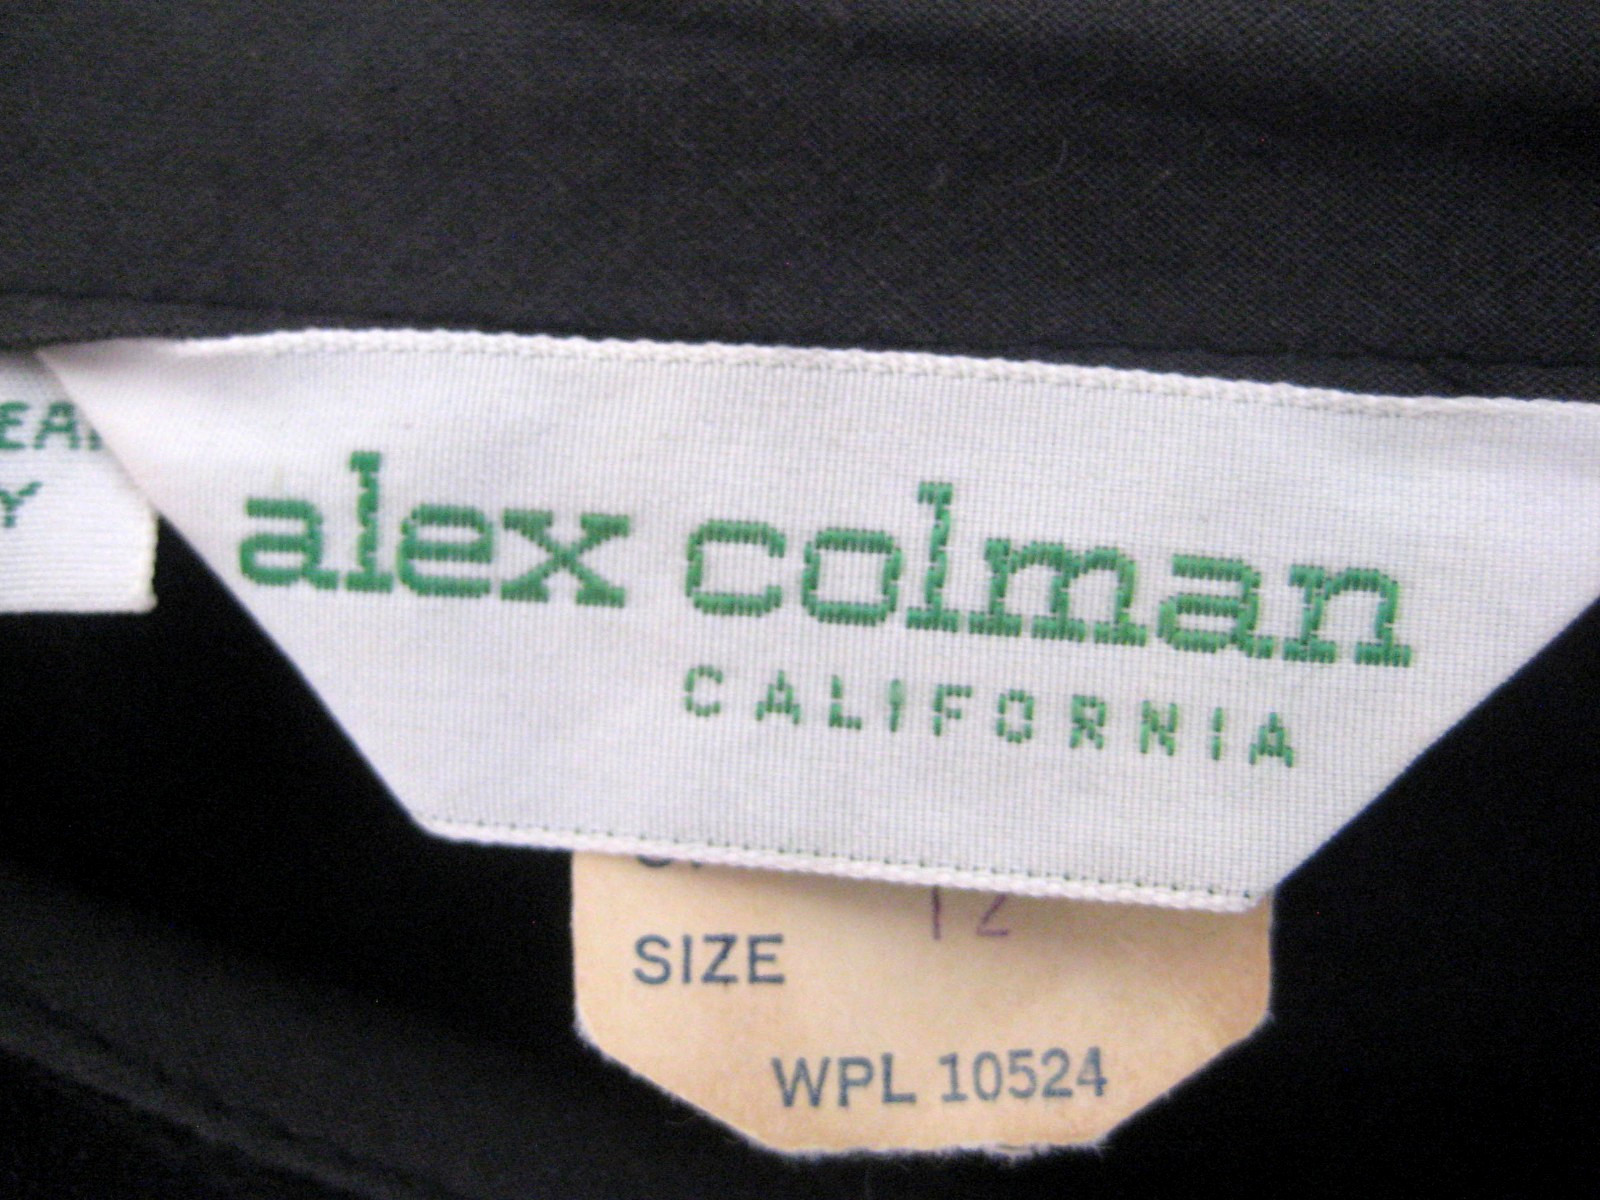 alex colman
CALIFORNIA
12
SIZE
WPL 10524